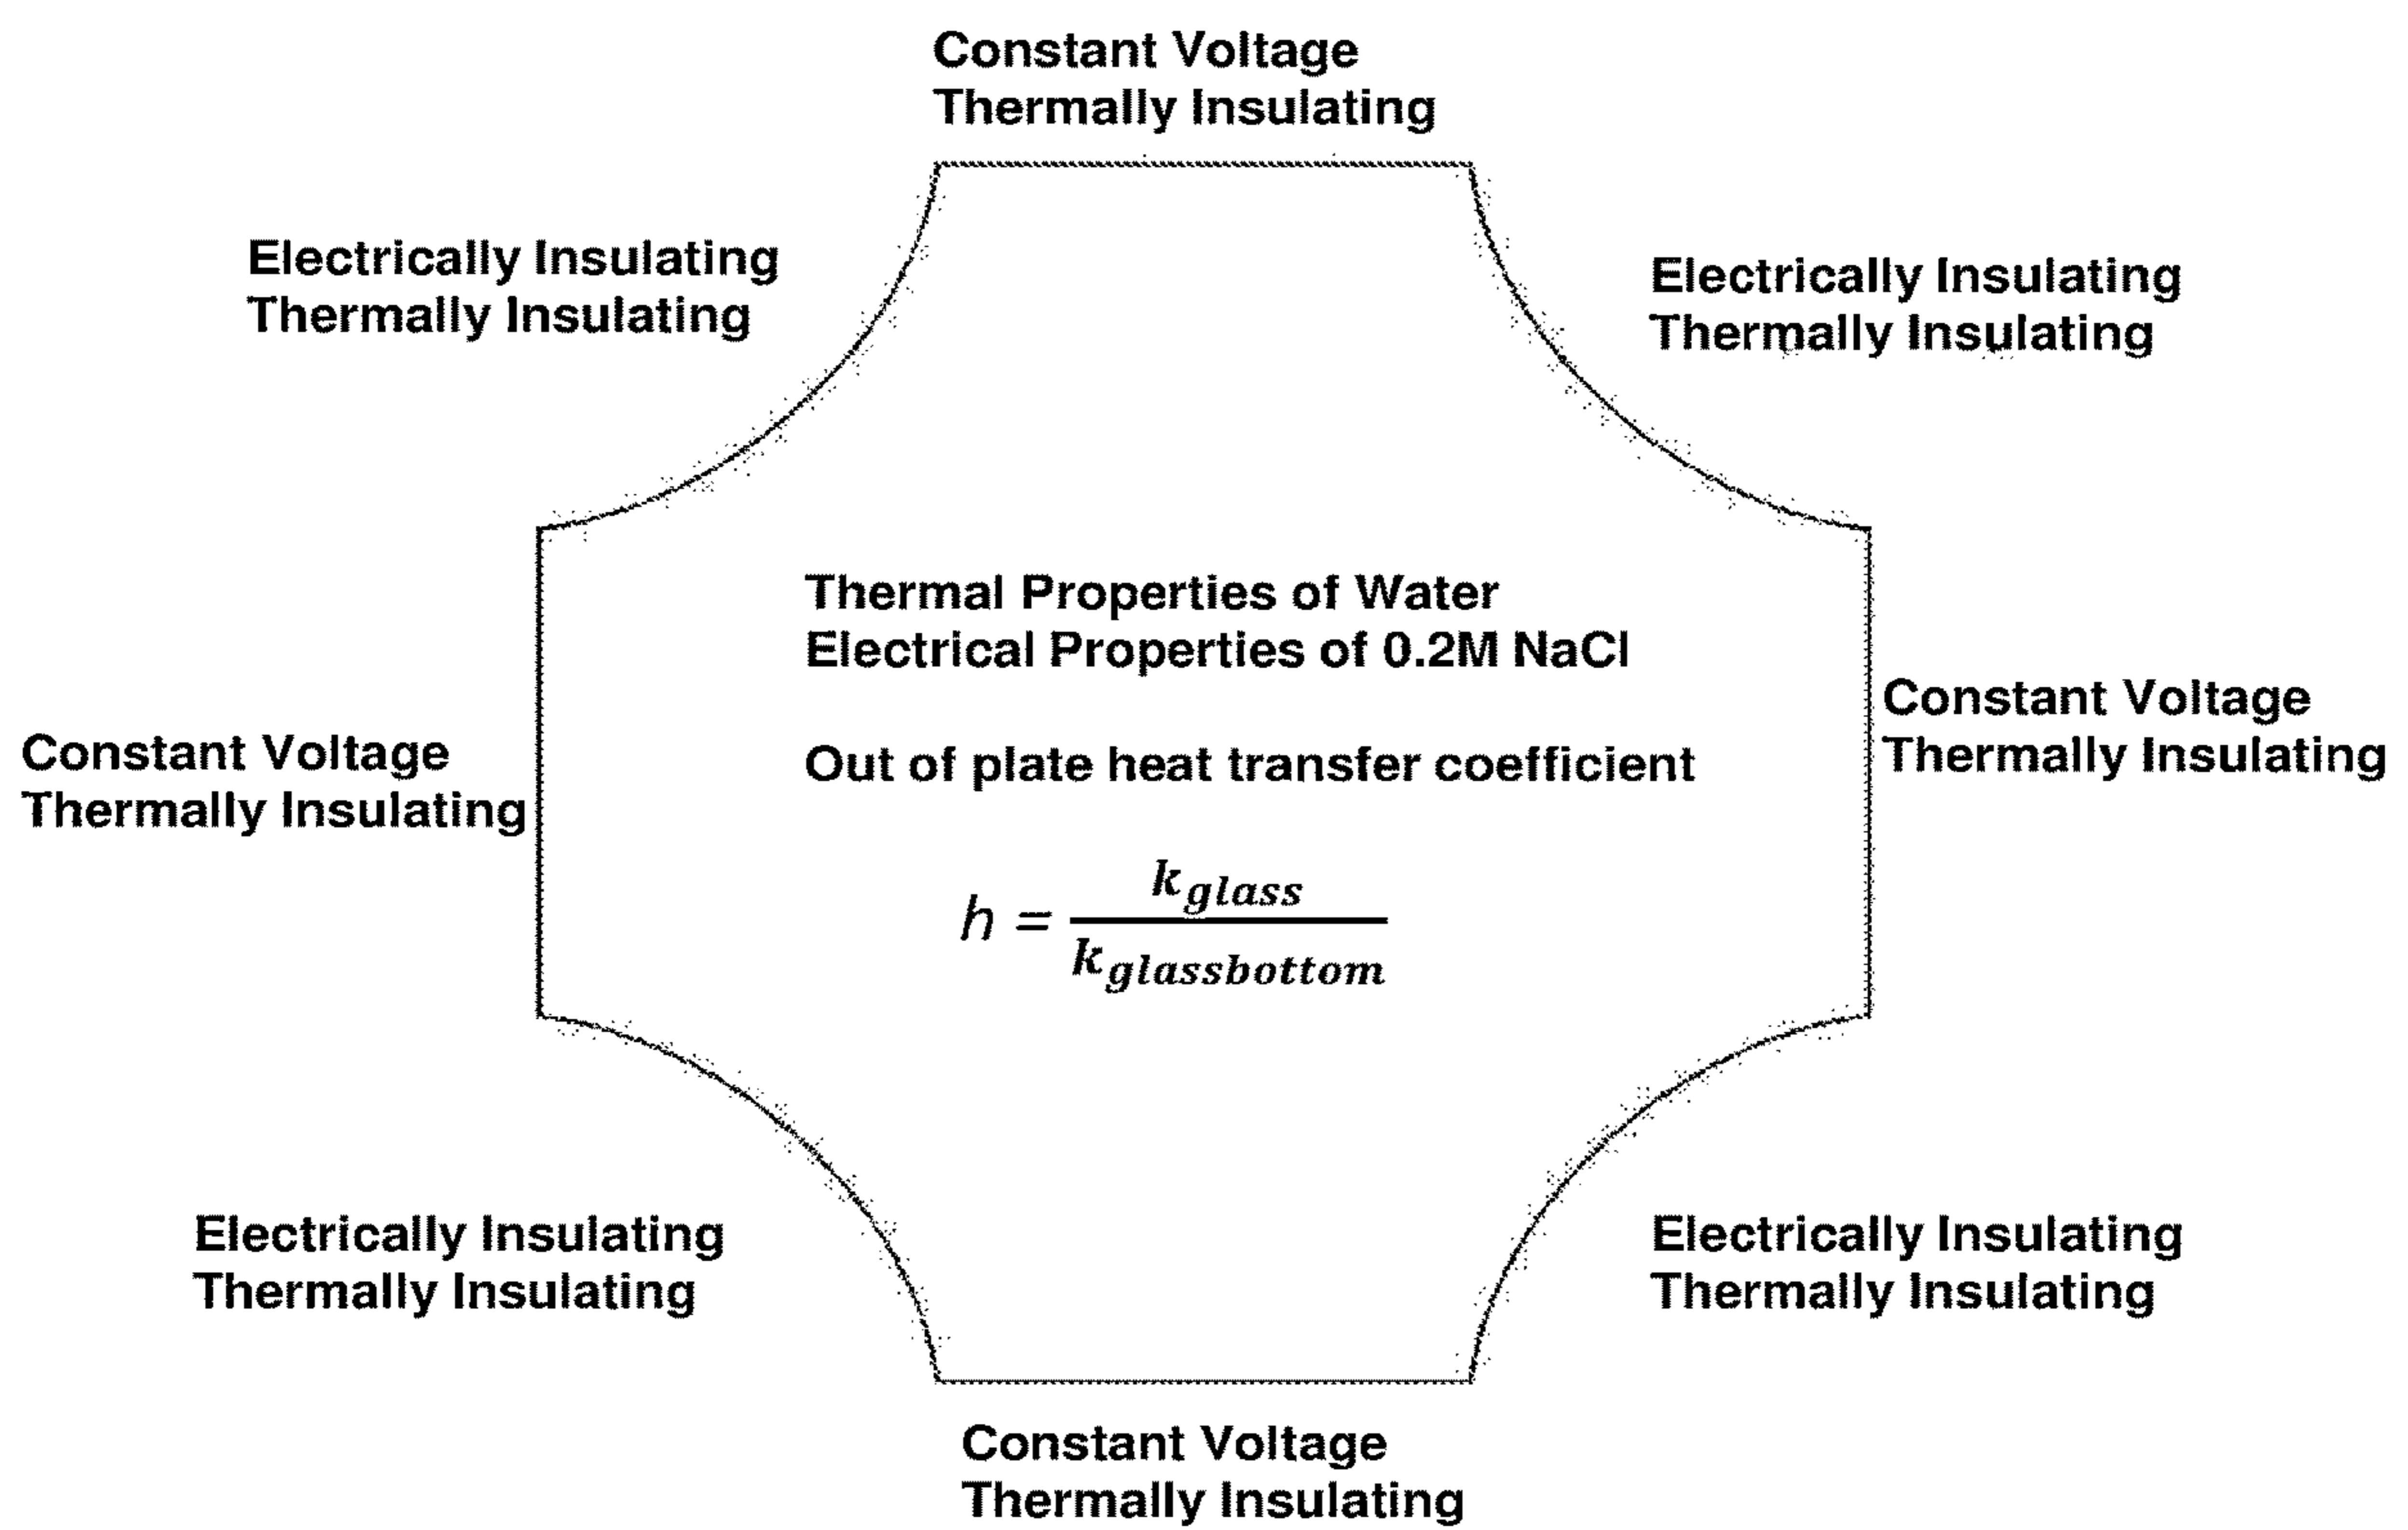 Constant Voltage
Thermally Insulating
Electrically Insulating
Thermally Insulating
Electrically Insulating
Thermally Insulating
Thermal Properties of Water
Electrical Properties of 0.2M NaCl
Out of plate heat transfer coefficient
h = k_glass / k_glassbottom
Constant Voltage
Thermally Insulating
Constant Voltage
Thermally Insulating
Electrically Insulating
Thermally Insulating
Electrically Insulating
Thermally Insulating
Constant Voltage
Thermally Insulating